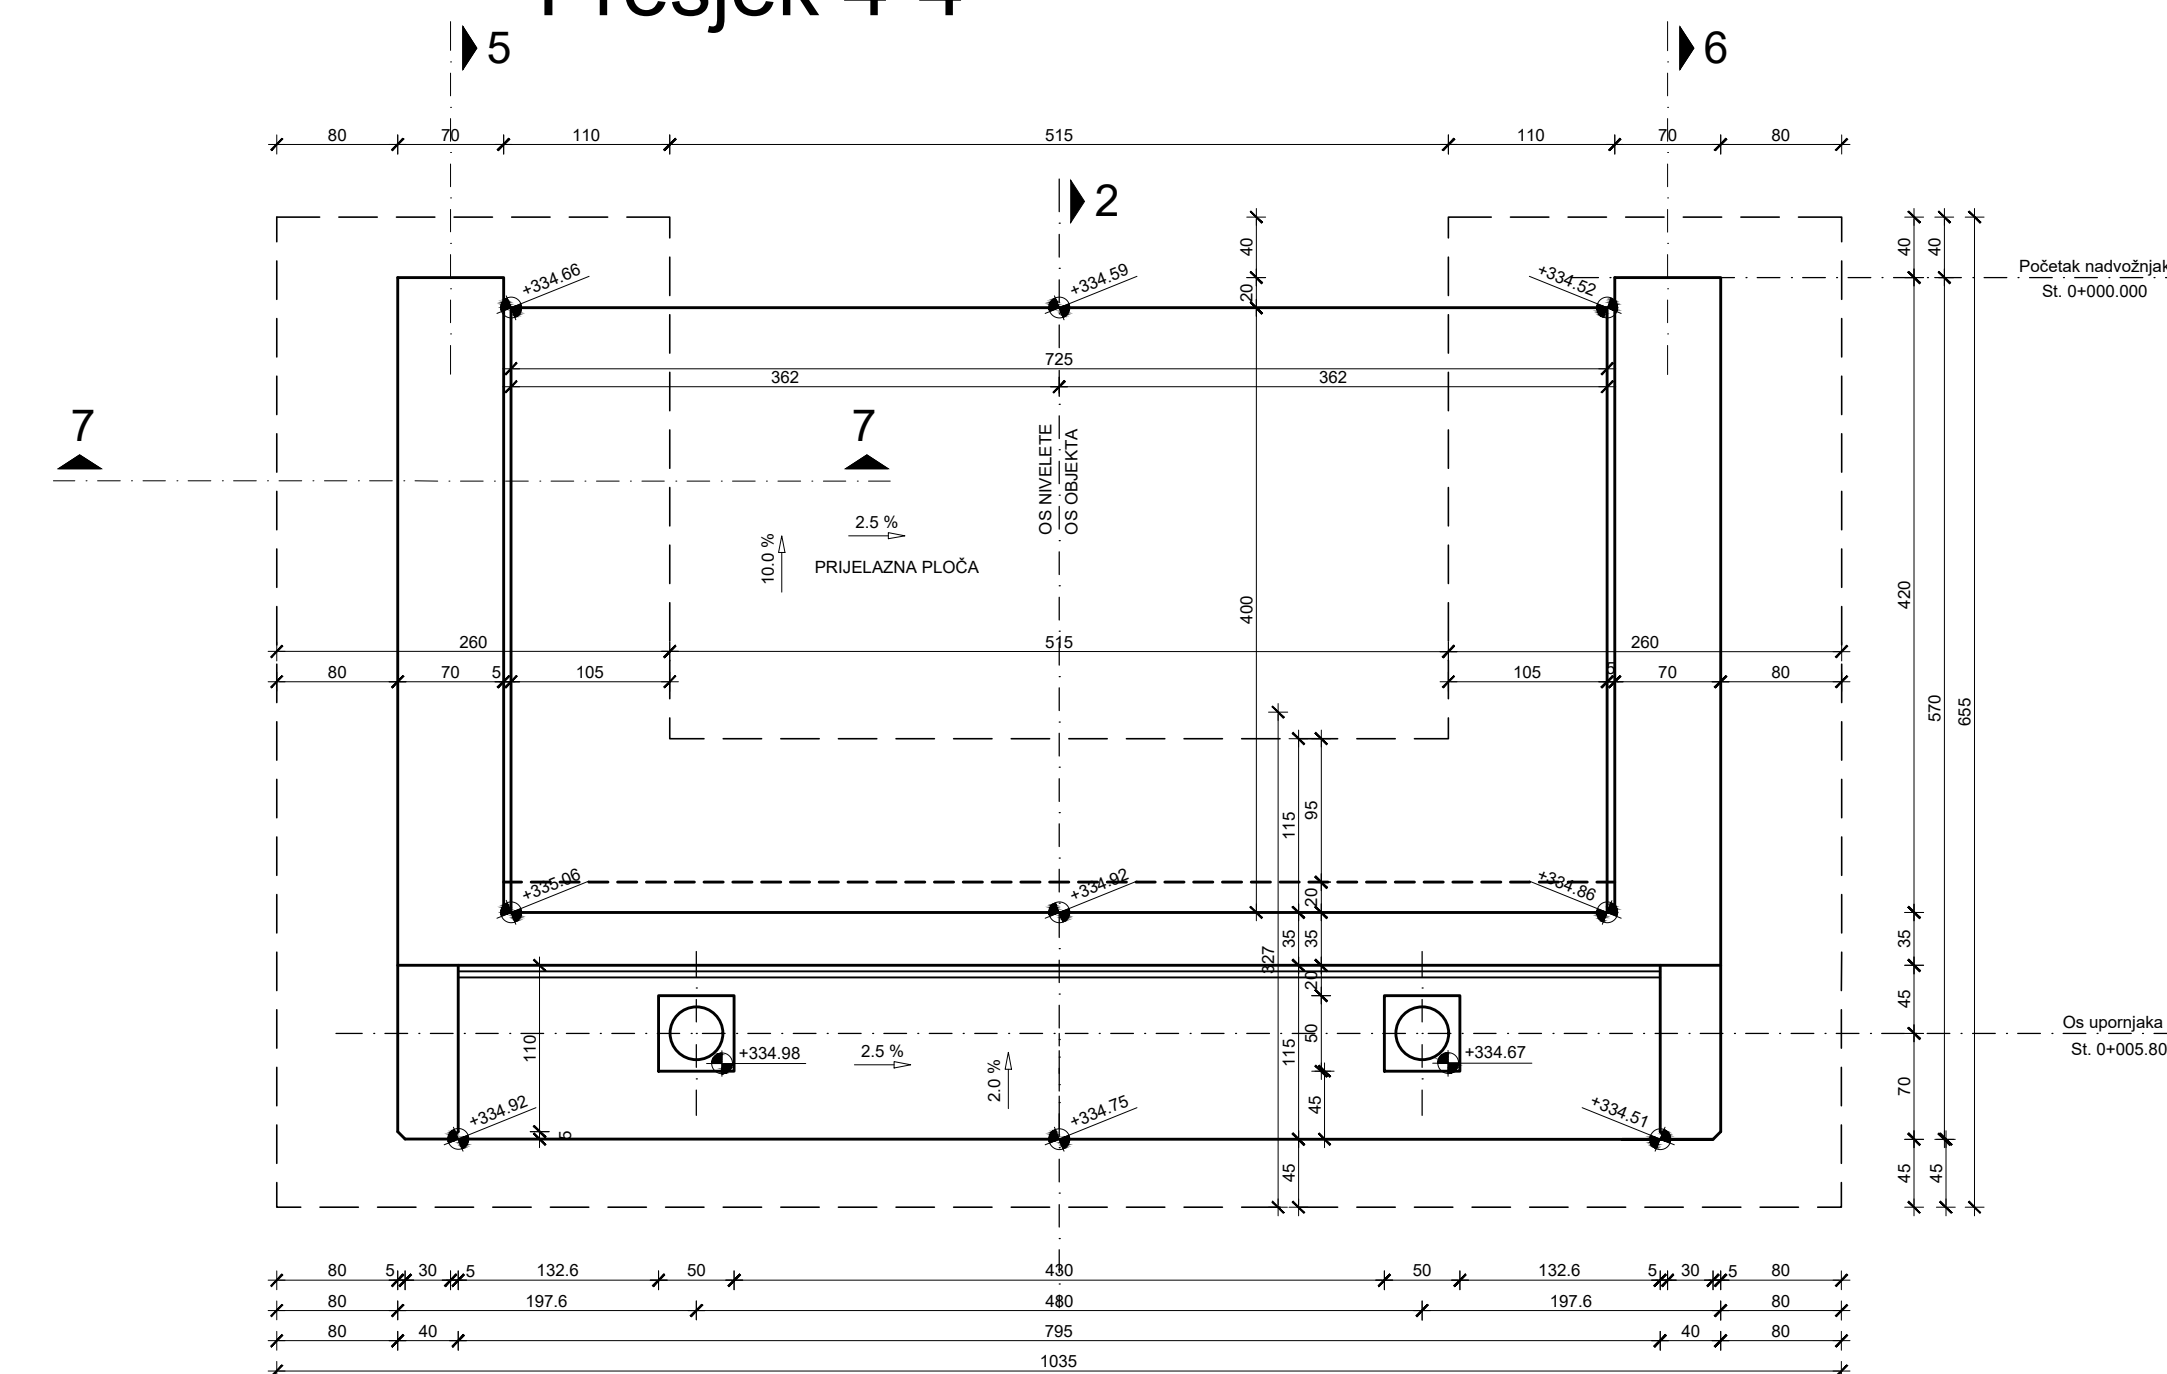 Presjek 4-4
5
6
80 70 110 515 110 70 80
2
40 40 40
Početak nadvožnjak
St. 0+000.000
+334.66 +334.59 +334.52
20
725
362 362
7 7
OS NIVELETE
OS OBJEKTA
2.5 %
10.0 %
PRIJELAZNA PLOČA
400 420
260 515 260
80 70 5 105 105 5 70 80
570 655
115 95
+335.06 +334.92 +334.86
20
35 35 35
327
20
45
Os upornjaka
St. 0+005.80
110 50
+334.98 2.5 % +334.67
2.0 %
115 70
45
+334.92 +334.75 +334.51
5
45 45 45
80 5 30 5 132.6 50 430 50 132.6 5 30 5 80
80 197.6 480 197.6 80
80 40 795 40 80
1035